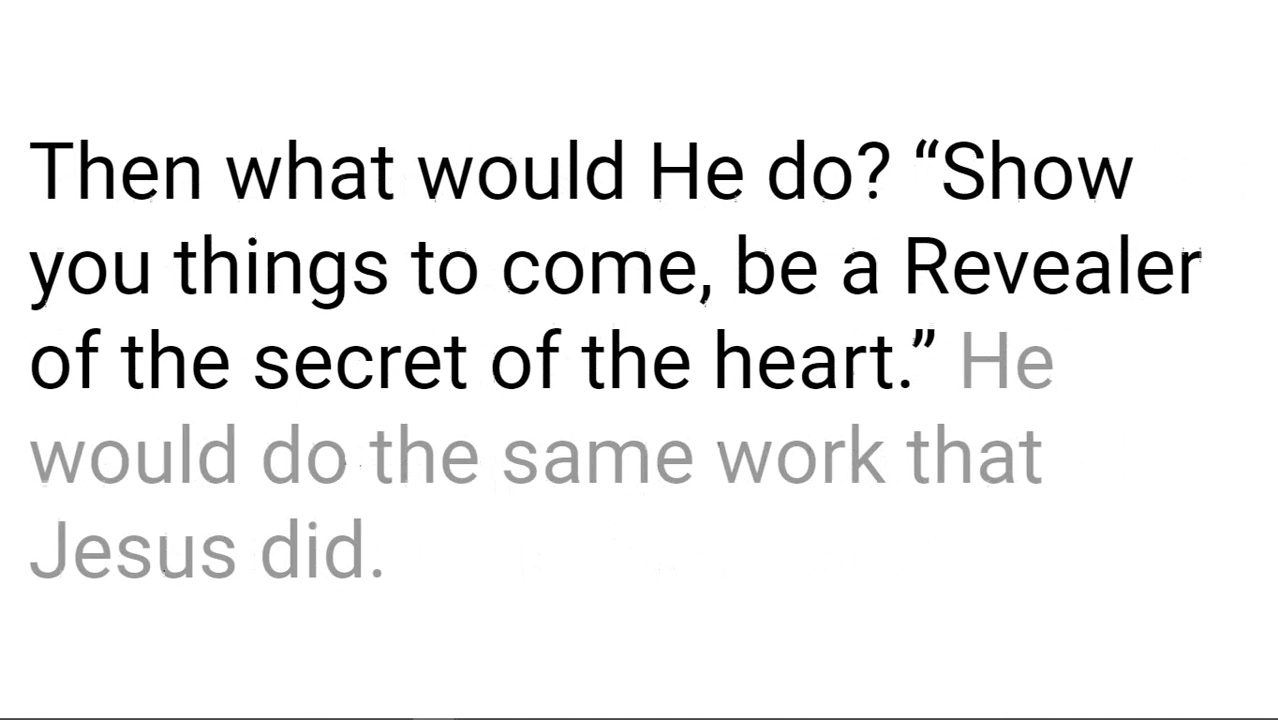 Then what would He do? “Show
you things to come, be a Revealer
of the secret of the heart.” He
would do the same work that
Jesus did.